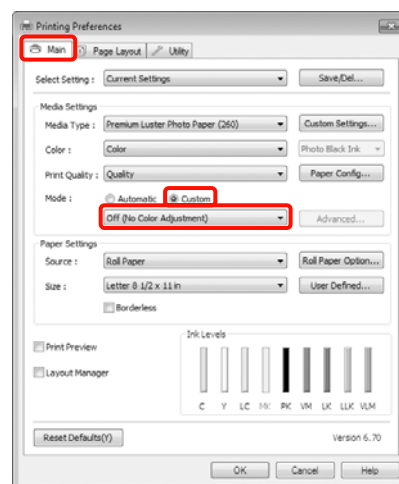 Printing Preferences
Main Page Layout Utility
Select Setting : Current Settings Save/Del...
Media Settings
Media Type : Premium Luster Photo Paper (260) Custom Settings...
Color : Color Photo Black Ink
Print Quality : Quality Paper Config...
Mode : Automatic Custom
Off (No Color Adjustment) Advanced...
Paper Settings
Source : Roll Paper Roll Paper Option...
Size : Letter 8 1/2 x 11 in User Defined...
Borderless
Ink Levels
Print Preview
Layout Manager
C Y LC MK PK VM LK LLK VLM
Reset Defaults(Y) Version 6.70
OK Cancel Help